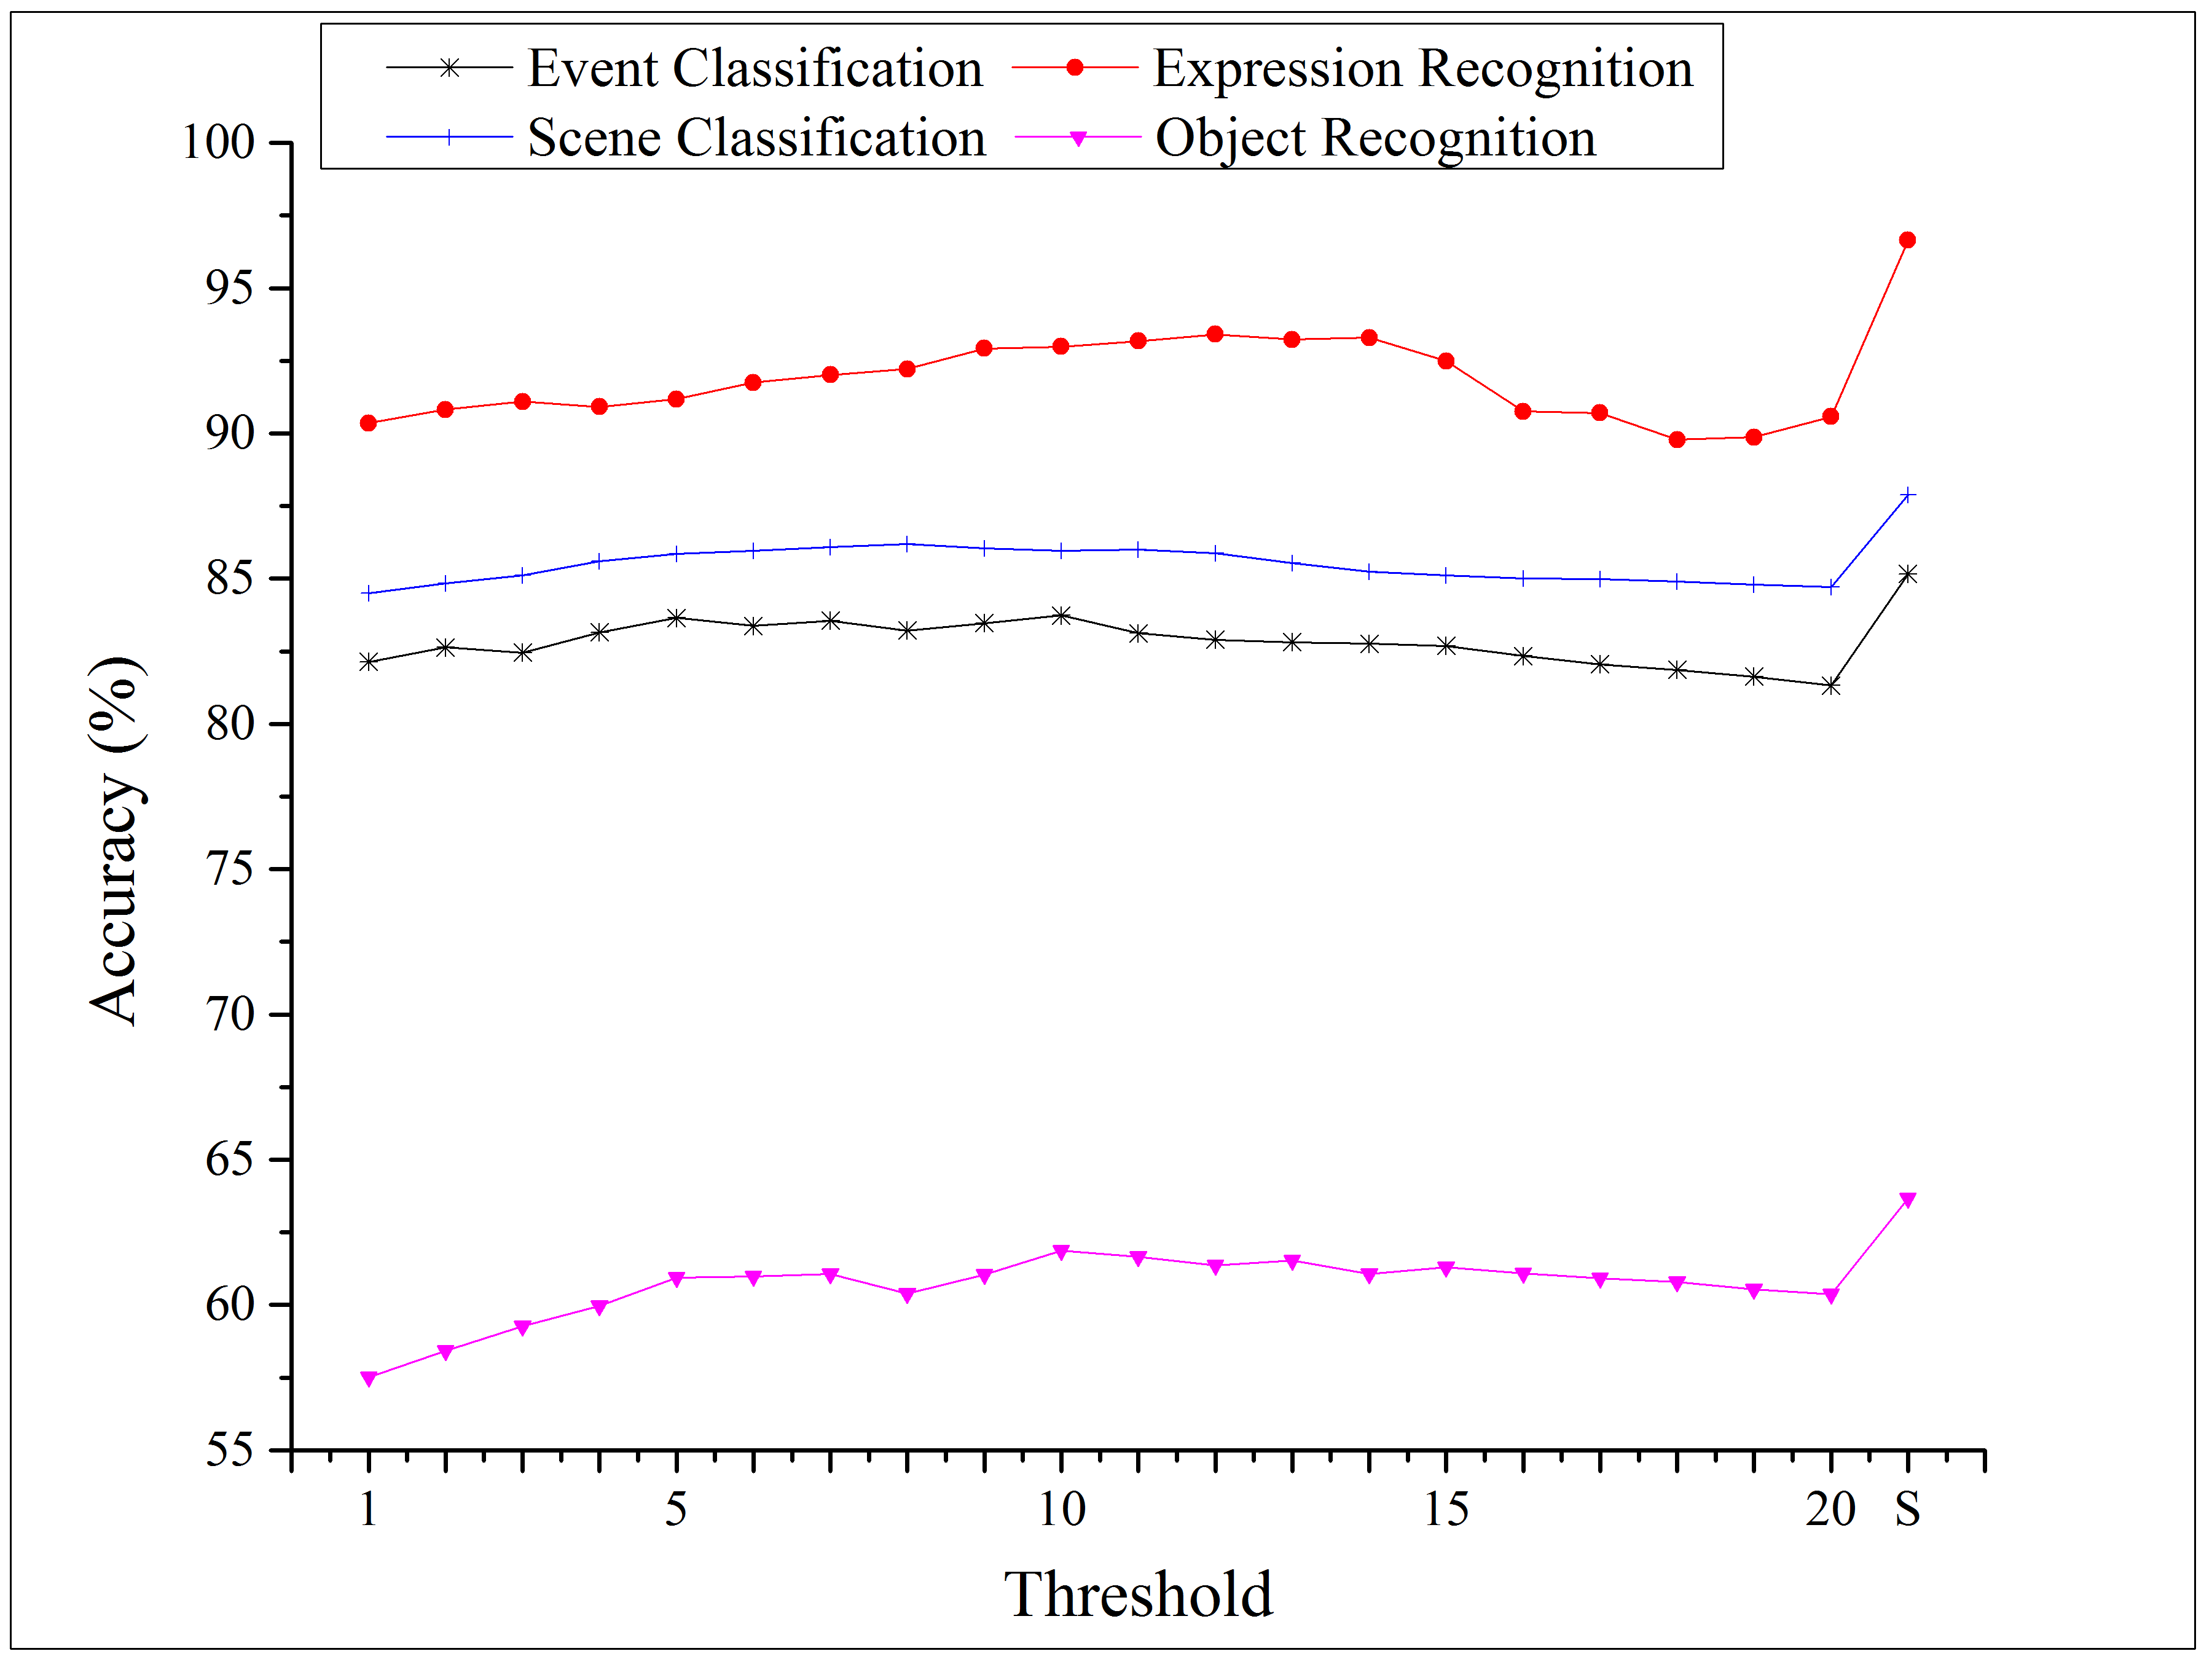 Event Classification Expression Recognition
Scene Classification Object Recognition
100
95
90
85
80
75
70
65
60
55
Accuracy (%)
1 5 10 15 20 S
Threshold